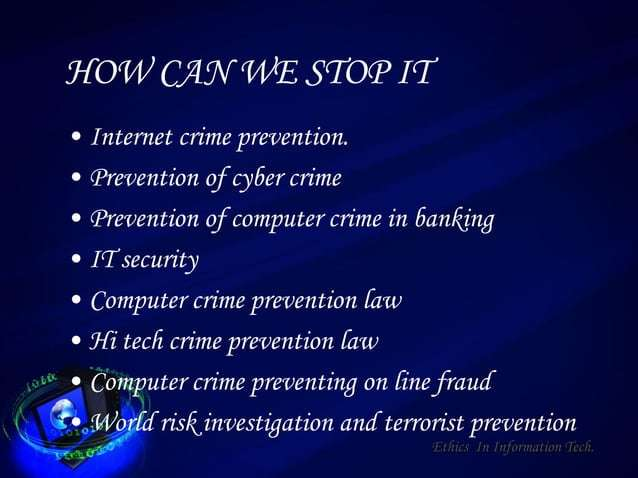 HOW CAN WE STOP IT
• Internet crime prevention.
• Prevention of cyber crime
• Prevention of computer crime in banking
• IT security
• Computer crime prevention law
• Hi tech crime prevention law
• Computer crime preventing on line fraud
• World risk investigation and terrorist prevention
Ethics In Information Tech.